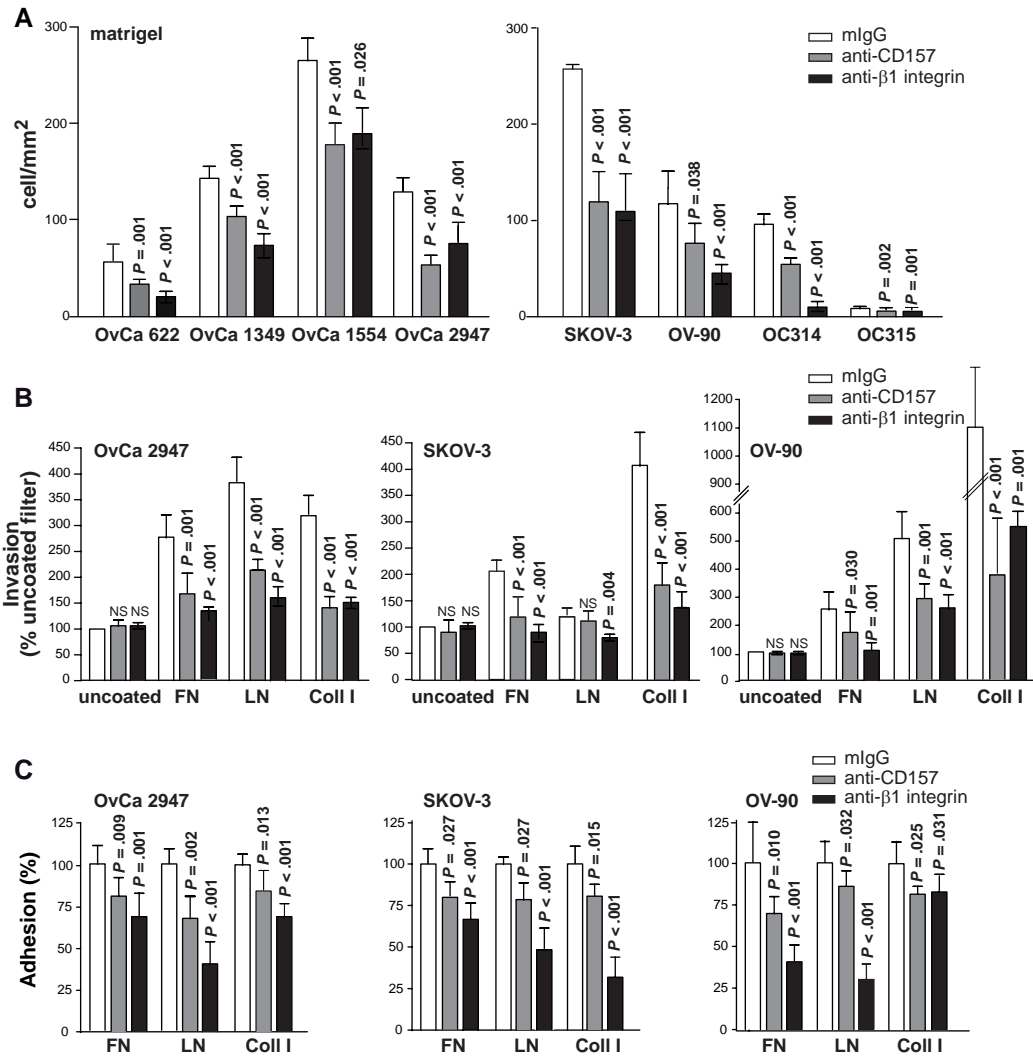 A
matrigel
cell/mm2
300
200
100
0
P = .001
P < .001
P < .001
P < .001
P < .001
P = .026
P < .001
P < .001
OvCa 622 OvCa 1349 OvCa 1554 OvCa 2947
300
200
100
0
mIgG
anti-CD157
anti-β1 integrin
P < .001
P < .001
P = .038
P < .001
P < .001
P < .001
P = .002
P = .001
SKOV-3 OV-90 OC314 OC315
B
mIgG
anti-CD157
anti-β1 integrin
Invasion
(% uncoated filter)
OvCa 2947
450
400
350
300
250
200
150
100
50
0
NS NS
P = .001
P < .001
P < .001
P < .001
P < .001
P < .001
uncoated FN LN Coll I
SKOV-3
450
400
350
300
250
200
150
100
50
0
NS NS
P < .001
P < .001
NS
P = .004
P < .001
P < .001
uncoated FN LN Coll I
OV-90
1200
1100
1000
900
600
500
400
300
200
100
0
NS NS
P = .030
P = .001
P = .001
P < .001
P < .001
P = .001
uncoated FN LN Coll I
C
mIgG
anti-CD157
anti-β1 integrin
Adhesion (%)
OvCa 2947
125
100
75
50
25
0
P = .009
P = .001
P = .002
P < .001
P = .013
P < .001
FN LN Coll I
SKOV-3
125
100
75
50
25
0
P = .027
P < .001
P = .027
P < .001
P = .015
P < .001
FN LN Coll I
OV-90
125
100
75
50
25
0
P = .010
P < .001
P = .032
P < .001
P = .025
P = .031
FN LN Coll I